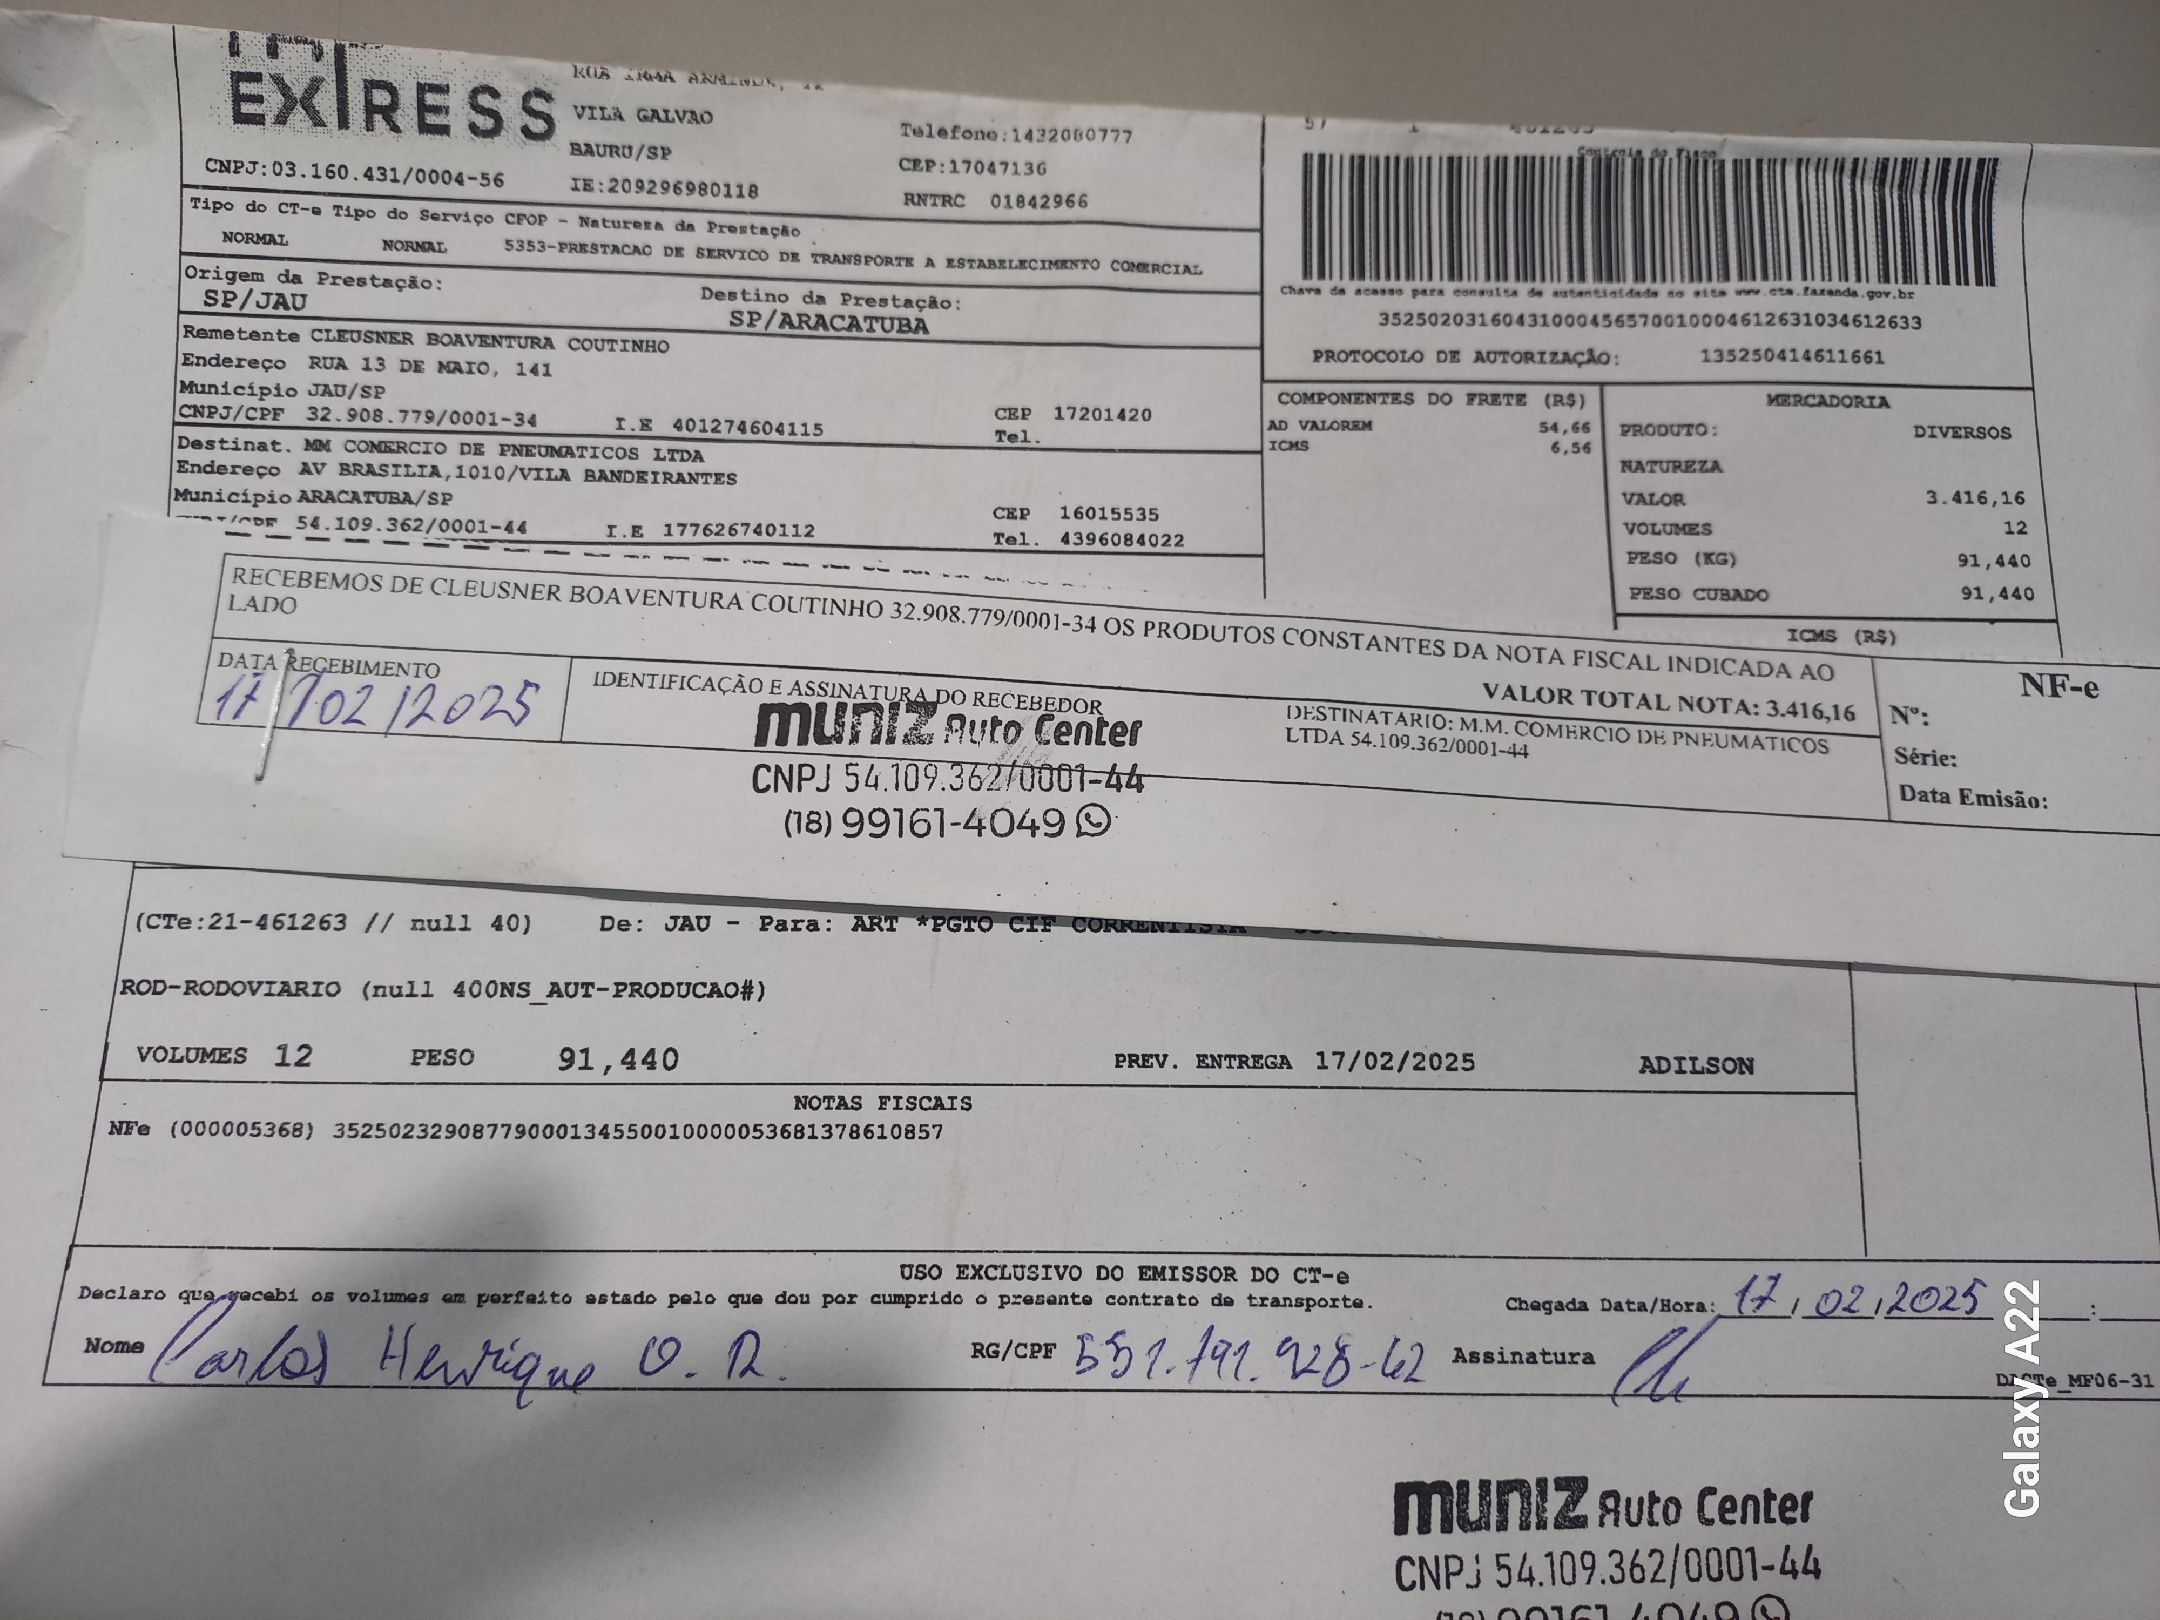 EXPRESS
VILA GALVAO
BAURU/SP
CNPJ:03.160.431/0004-56
IE:209296980118
Telefone:1432080777
CEP:17047136
RNTRC 01842966
Controle do Fisco
Tipo do CT-e Tipo do Serviço CFOP - Natureza da Prestação
NORMAL NORMAL 5353-PRESTACAO DE SERVICO DE TRANSPORTE A ESTABELECIMENTO COMERCIAL
Origem da Prestação: Destino da Prestação:
SP/JAU SP/ARACATUBA
Chave de acesso para consulta de autenticidade no site www.cte.fazenda.gov.br
35250203160431000456570010004612631034612633
PROTOCOLO DE AUTORIZAÇÃO: 135250414611661
Remetente CLEUSNER BOAVENTURA COUTINHO
Endereço RUA 13 DE MAIO, 141
Município JAU/SP
CNPJ/CPF 32.908.779/0001-34 I.E 401274604115 CEP 17201420
Tel.
Destinat. MM COMERCIO DE PNEUMATICOS LTDA
Endereço AV BRASILIA,1010/VILA BANDEIRANTES
Município ARACATUBA/SP CEP 16015535
54.109.362/0001-44 I.E 177626740112 Tel. 4396084022
COMPONENTES DO FRETE (R$)
AD VALOREM 54,66
ICMS 6,56
MERCADORIA
PRODUTO: DIVERSOS
NATUREZA
VALOR 3.416,16
VOLUMES 12
PESO (KG) 91,440
PESO CUBADO 91,440
ICMS (R$)
RECEBEMOS DE CLEUSNER BOAVENTURA COUTINHO 32.908.779/0001-34 OS PRODUTOS CONSTANTES DA NOTA FISCAL INDICADA AO
LADO
VALOR TOTAL NOTA: 3.416,16
DATA RECEBIMENTO
17/02/2025
IDENTIFICAÇÃO E ASSINATURA DO RECEBEDOR
DESTINATARIO: M.M. COMERCIO DE PNEUMATICOS
LTDA 54.109.362/0001-44
NF-e
Nº:
Série:
Data Emisão:
muniz Auto Center
CNPJ 54.109.362/0001-44
(18) 99161-4049
(CTe:21-461263 // null 40) De: JAU - Para: ART *PGTO CIF CORRENTISTA
ROD-RODOVIARIO (null 400NS_AUT-PRODUCAO#)
VOLUMES 12 PESO 91,440 PREV. ENTREGA 17/02/2025 ADILSON
NOTAS FISCAIS
NFe (000005368) 35250232908779000134550010000053681378610857
USO EXCLUSIVO DO EMISSOR DO CT-e
Declaro que recebi os volumes em perfeito estado pelo que dou por cumprido o presente contrato de transporte. Chegada Data/Hora: 17/02/2025 :
Nome Carlos Henrique O. R. RG/CPF 551.791.928-42 Assinatura
DACTe_MF06-31
muniz Auto Center
CNPJ 54.109.362/0001-44
(18) 99161-4049
Galaxy A22